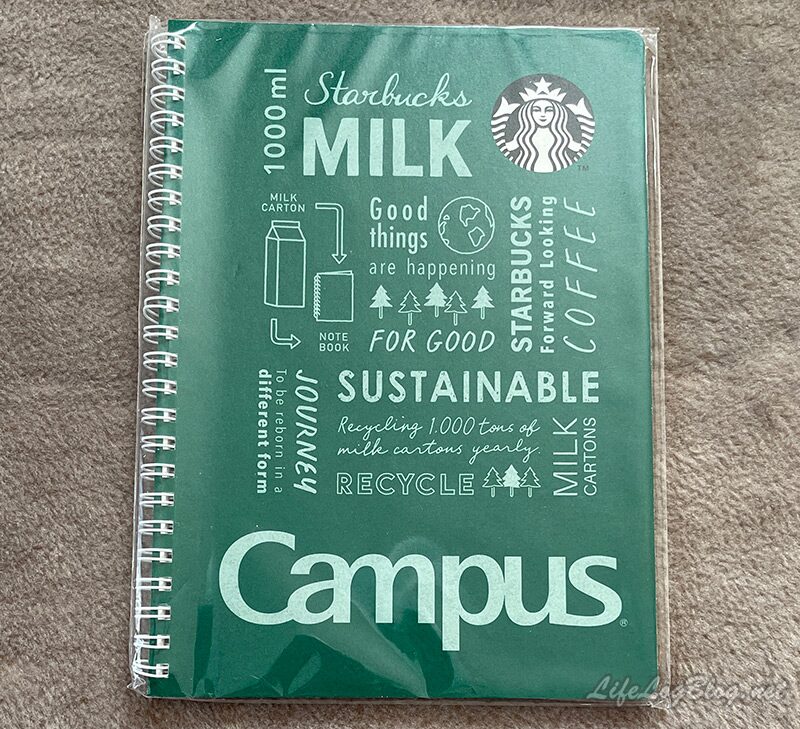 1000 ml
Starbucks
MILK
TM
MILK
CARTON
NOTE
BOOK
Good
things
are happening
FOR GOOD
STARBUCKS
Forward Looking
COFFEE
To be reborn in a
different form
JOURNEY
SUSTAINABLE
Recycling 1.000 tons of
milk cartons yearly.
RECYCLE
MILK
CARTONS
Campus®
LifeLogBlog.net